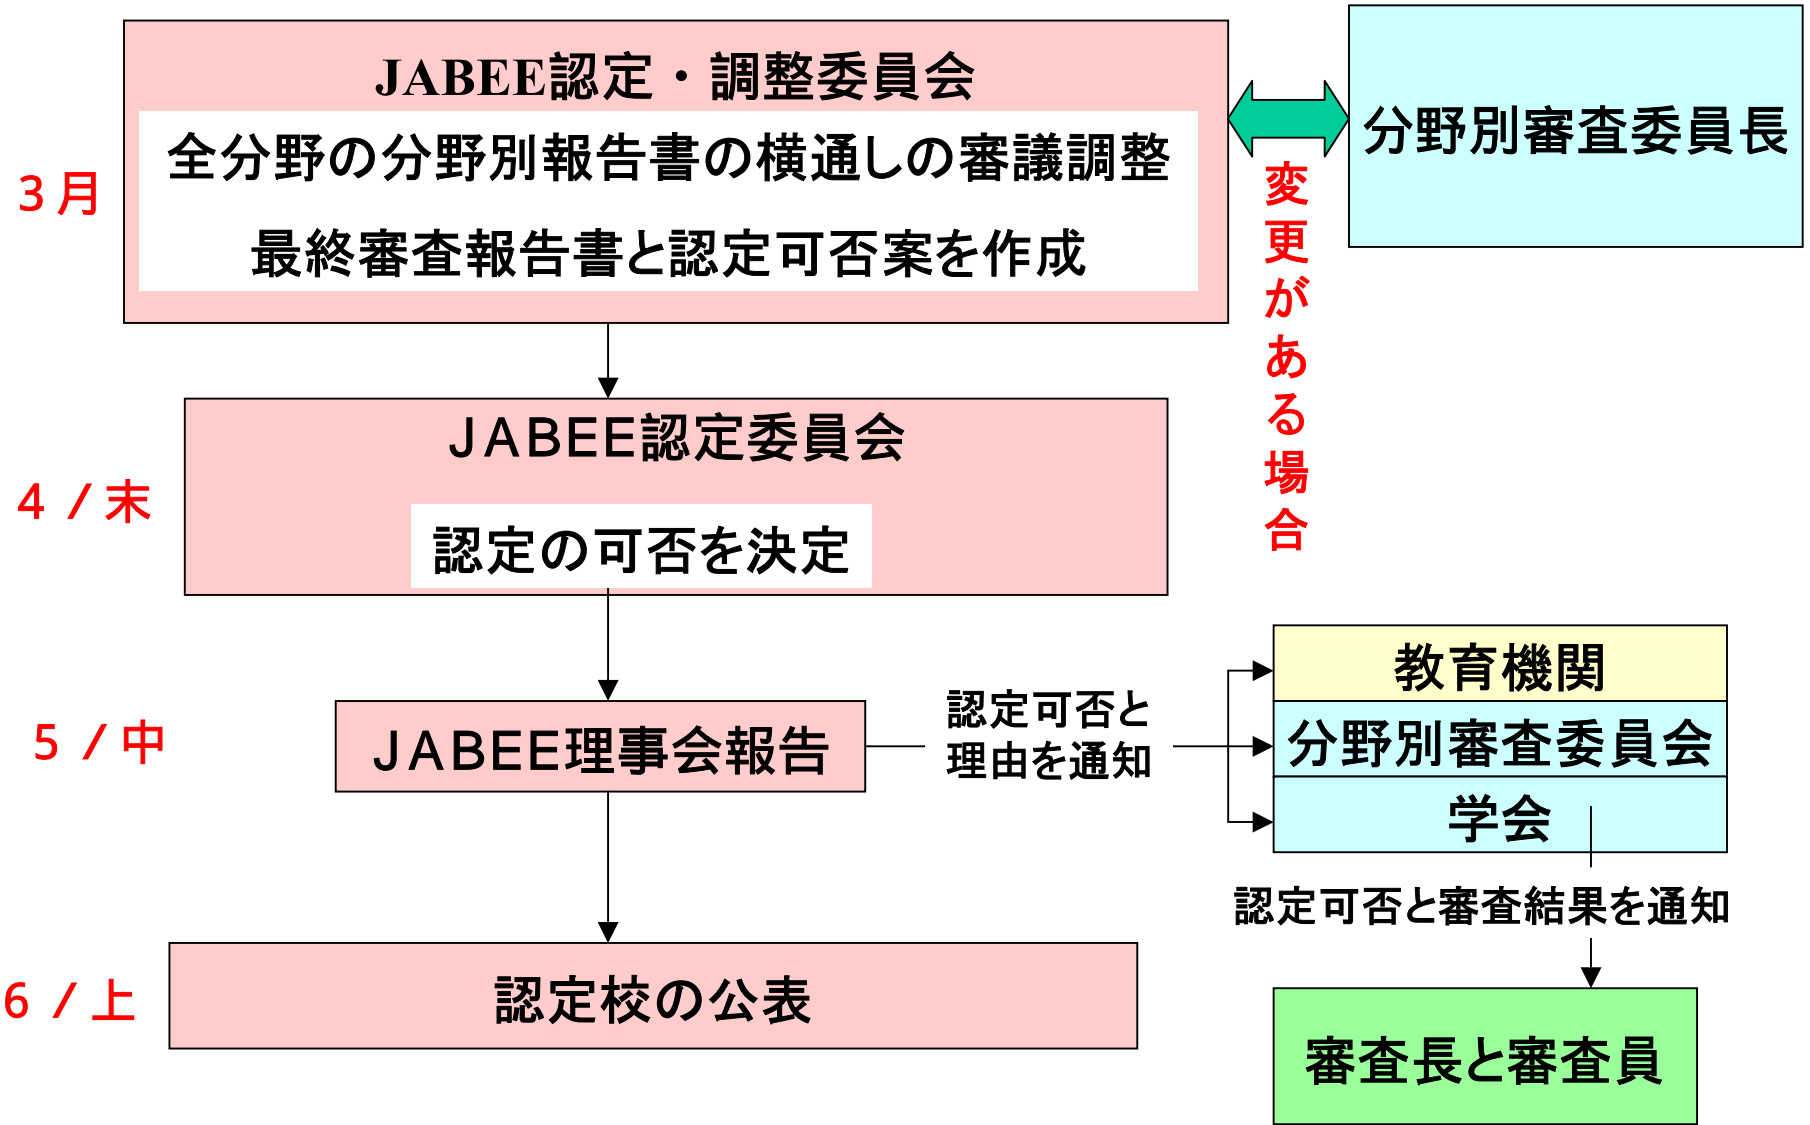 JABEE認定・調整委員会
全分野の分野別報告書の横通しの審議調整
最終審査報告書と認定可否案を作成
3月
分野別審査委員長
変更がある場合
JABEE認定委員会
認定の可否を決定
4/末
5/中
JABEE理事会報告
認定可否と
理由を通知
教育機関
分野別審査委員会
学会
認定可否と審査結果を通知
6/上
認定校の公表
審査長と審査員